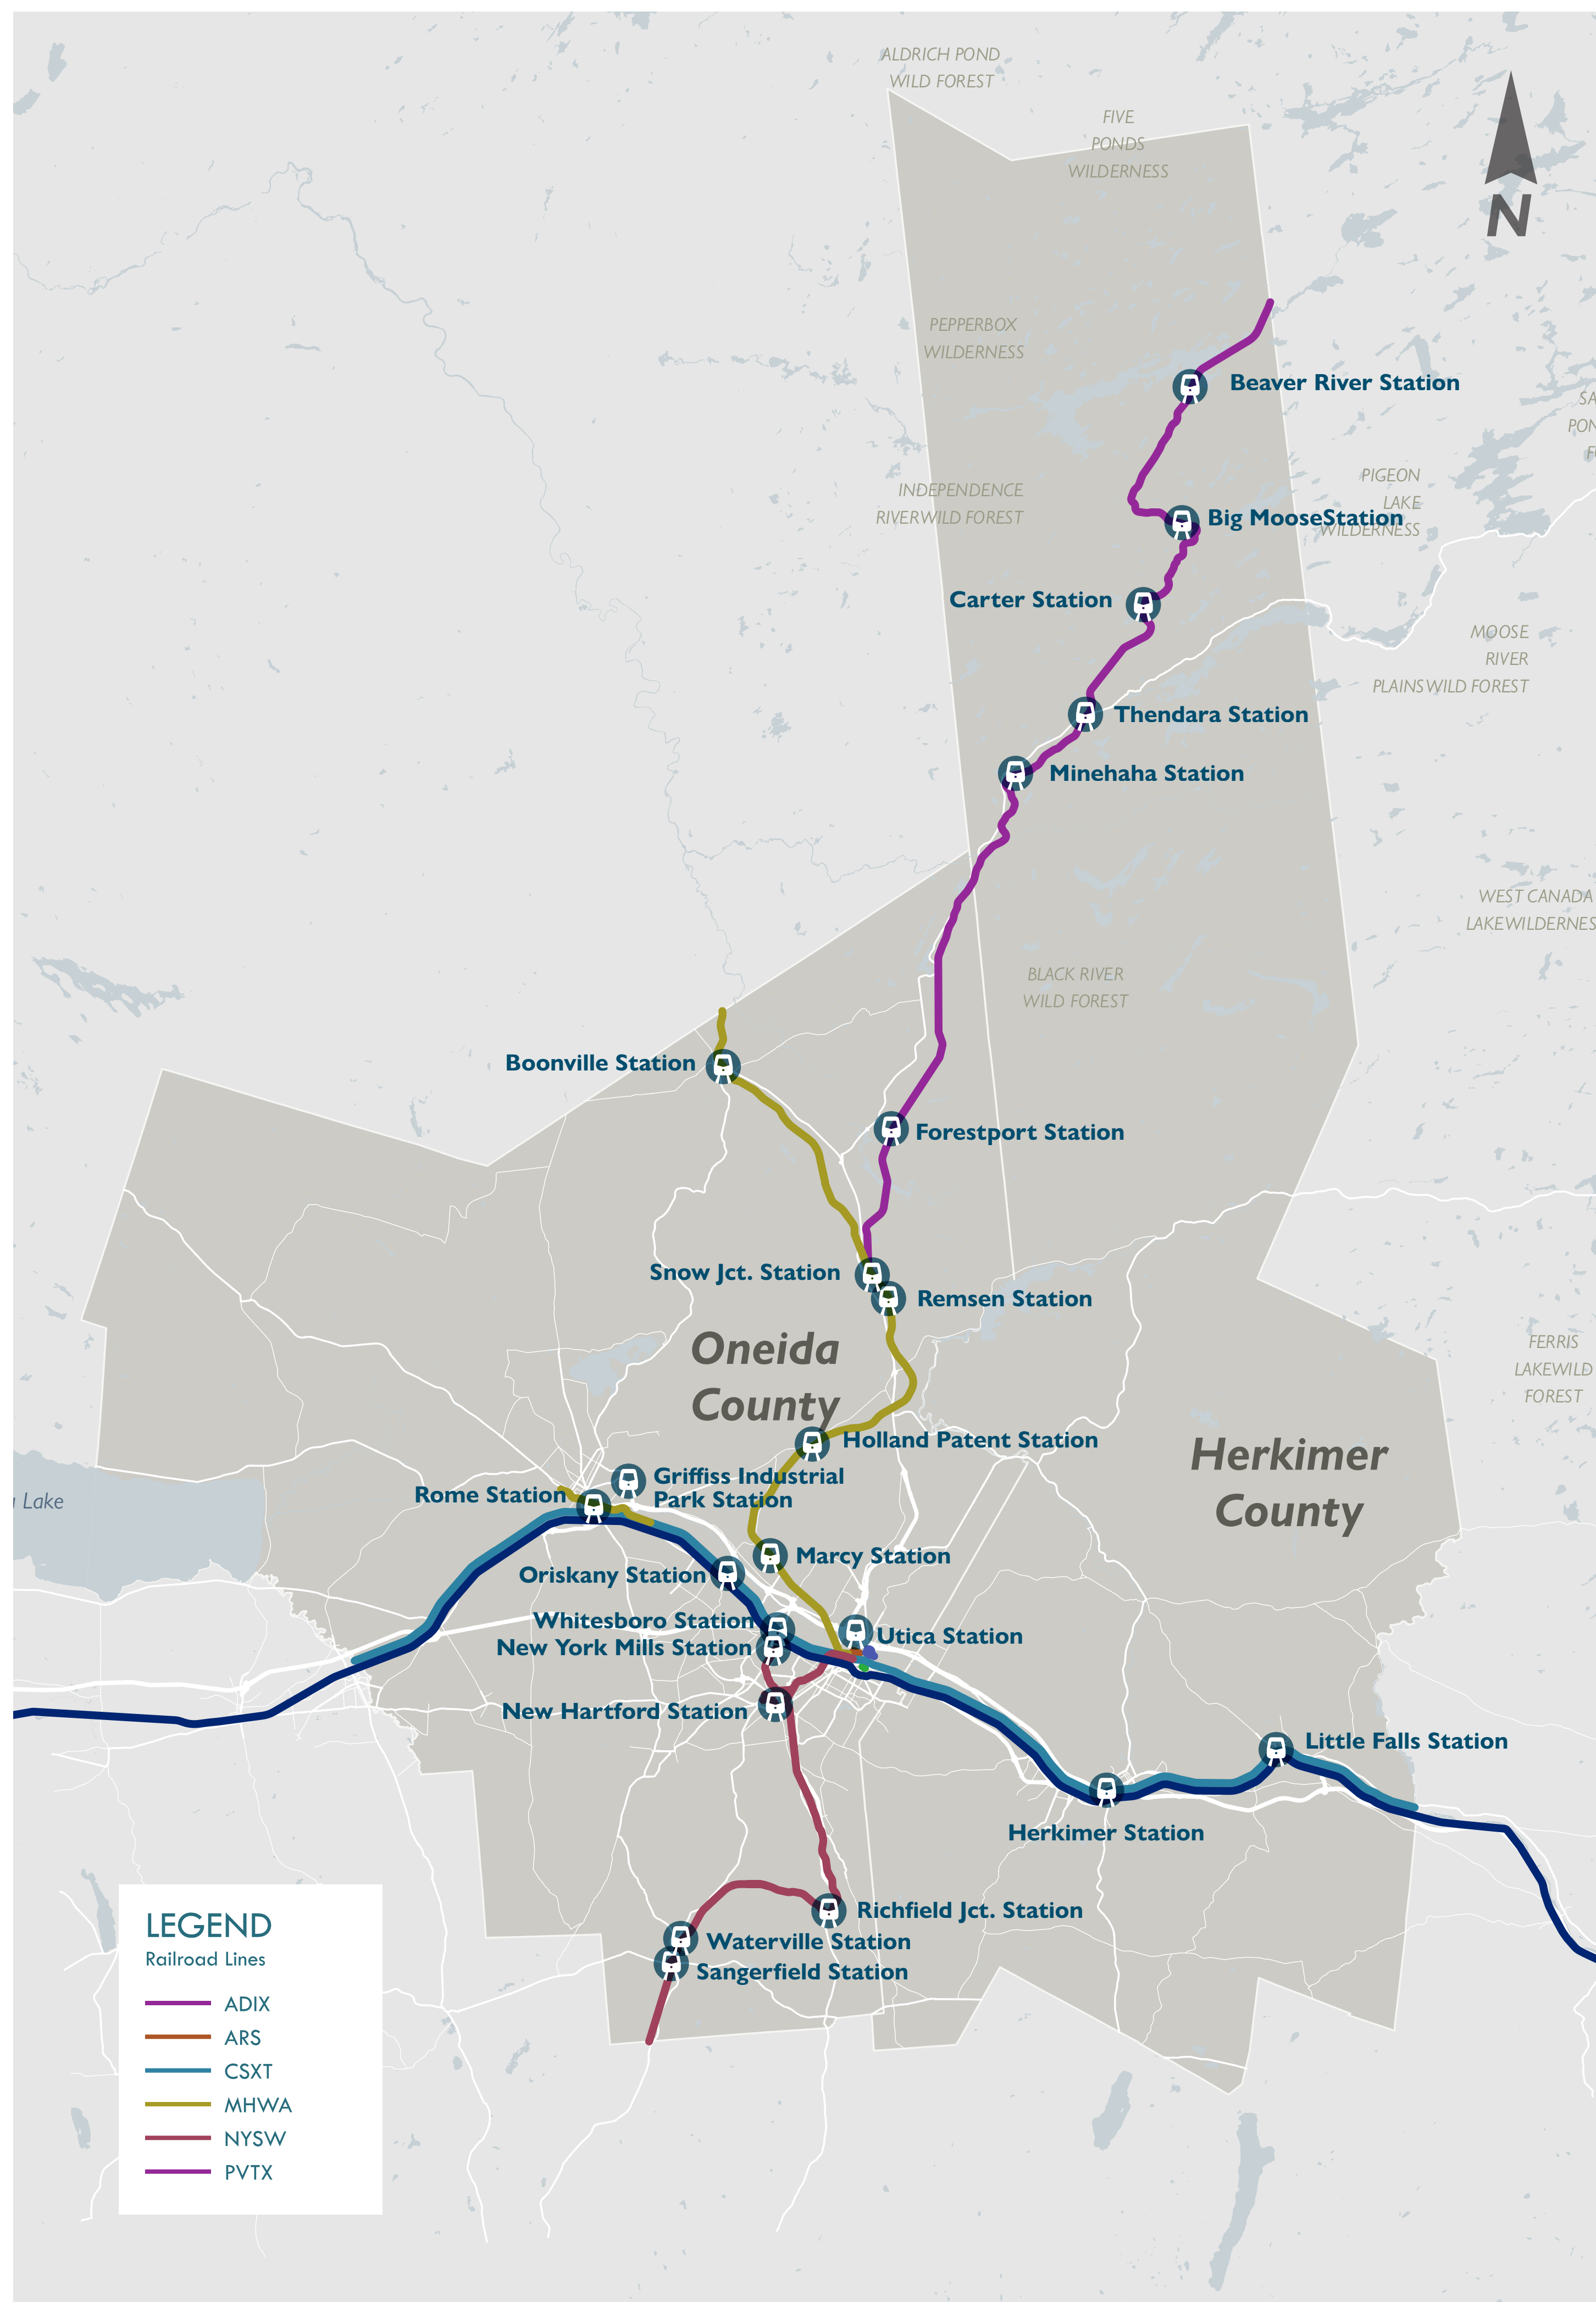 ALDRICH POND
WILD FOREST
FIVE
PONDS
WILDERNESS
N
PEPPERBOX
WILDERNESS
Beaver River Station
INDEPENDENCE
RIVERWILD FOREST
PIGEON
LAKE
WILDERNESS
Big MooseStation
Carter Station
MOOSE
RIVER
PLAINSWILD FOREST
Thendara Station
Minehaha Station
WEST CANADA
LAKEWILDERNES
BLACK RIVER
WILD FOREST
Boonville Station
Forestport Station
Snow Jct. Station
Remsen Station
Oneida
County
FERRIS
LAKEWILD
FOREST
Holland Patent Station
Herkimer
County
Griffiss Industrial
Park Station
Rome Station
Lake
Marcy Station
Oriskany Station
Whitesboro Station
Utica Station
New York Mills Station
New Hartford Station
Little Falls Station
Herkimer Station
Richfield Jct. Station
Waterville Station
Sangerfield Station
LEGEND
Railroad Lines
ADIX
ARS
CSXT
MHWA
NYSW
PVTX